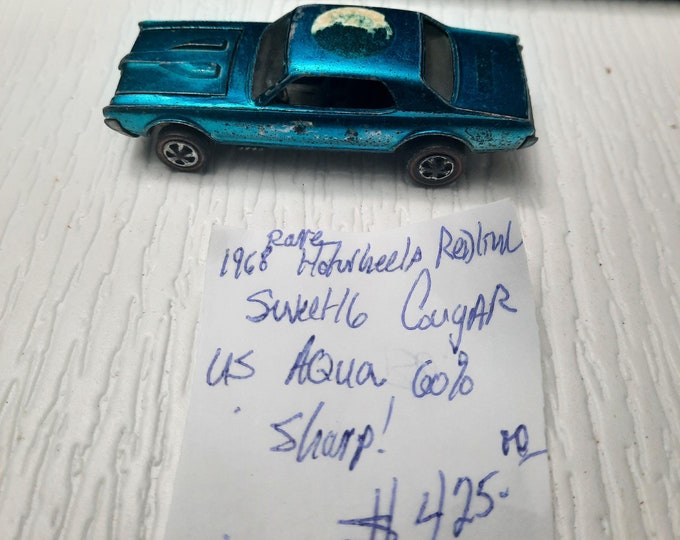 Rare
1968 Hotwheels Redline
Sweet16 Cougar
US AQua 60%
Sharp!
$425.00